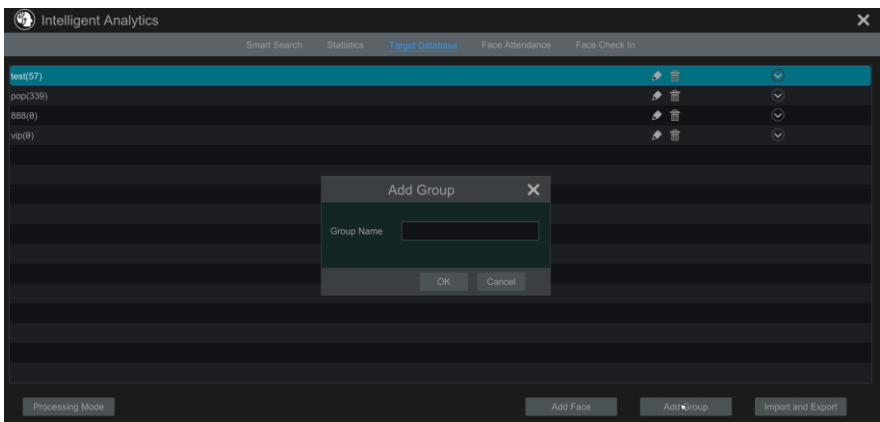 Intelligent Analytics
Smart Search Statistics Target Database Face Attendance Face Check In
test(57)
pop(339)
888(0)
vip(0)
Add Group
Group Name
OK Cancel
Processing Mode Add Face Add Group Import and Export